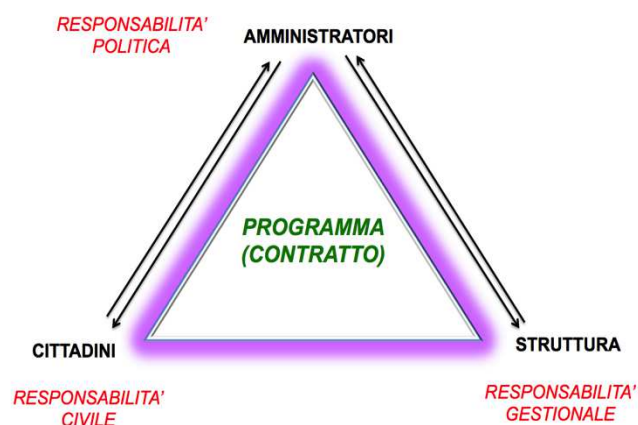 RESPONSABILITA'
POLITICA
AMMINISTRATORI
PROGRAMMA
(CONTRATTO)
CITTADINI
STRUTTURA
RESPONSABILITA'
CIVILE
RESPONSABILITA'
GESTIONALE